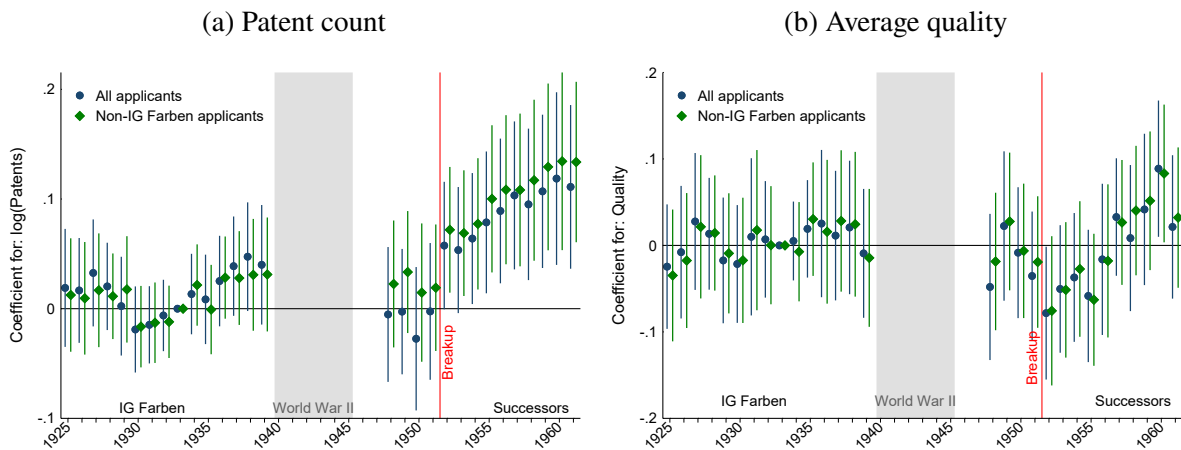 (a) Patent count
Coefficient for: log(Patents)
.2
.1
0
-.1
All applicants
Non-IG Farben applicants
Breakup
IG Farben
World War II
Successors
1925
1930
1935
1940
1945
1950
1955
1960
(b) Average quality
Coefficient for: Quality
.2
.1
0
-.1
-.2
All applicants
Non-IG Farben applicants
Breakup
IG Farben
World War II
Successors
1925
1930
1935
1940
1945
1950
1955
1960